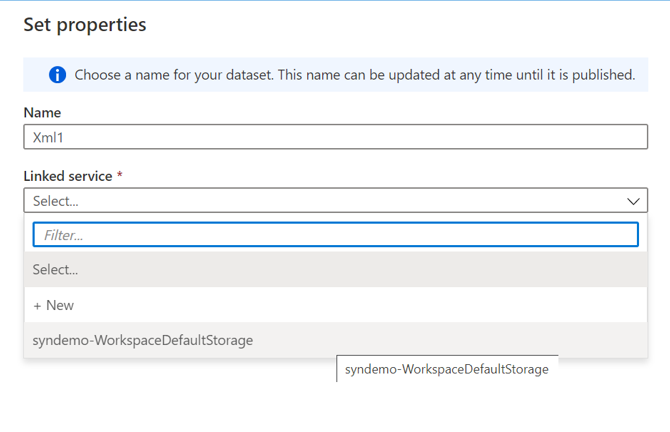 Set properties
Choose a name for your dataset. This name can be updated at any time until it is published.
Name
Xml1
Linked service *
Select...
Filter...
Select...
+ New
syndemo-WorkspaceDefaultStorage
syndemo-WorkspaceDefaultStorage